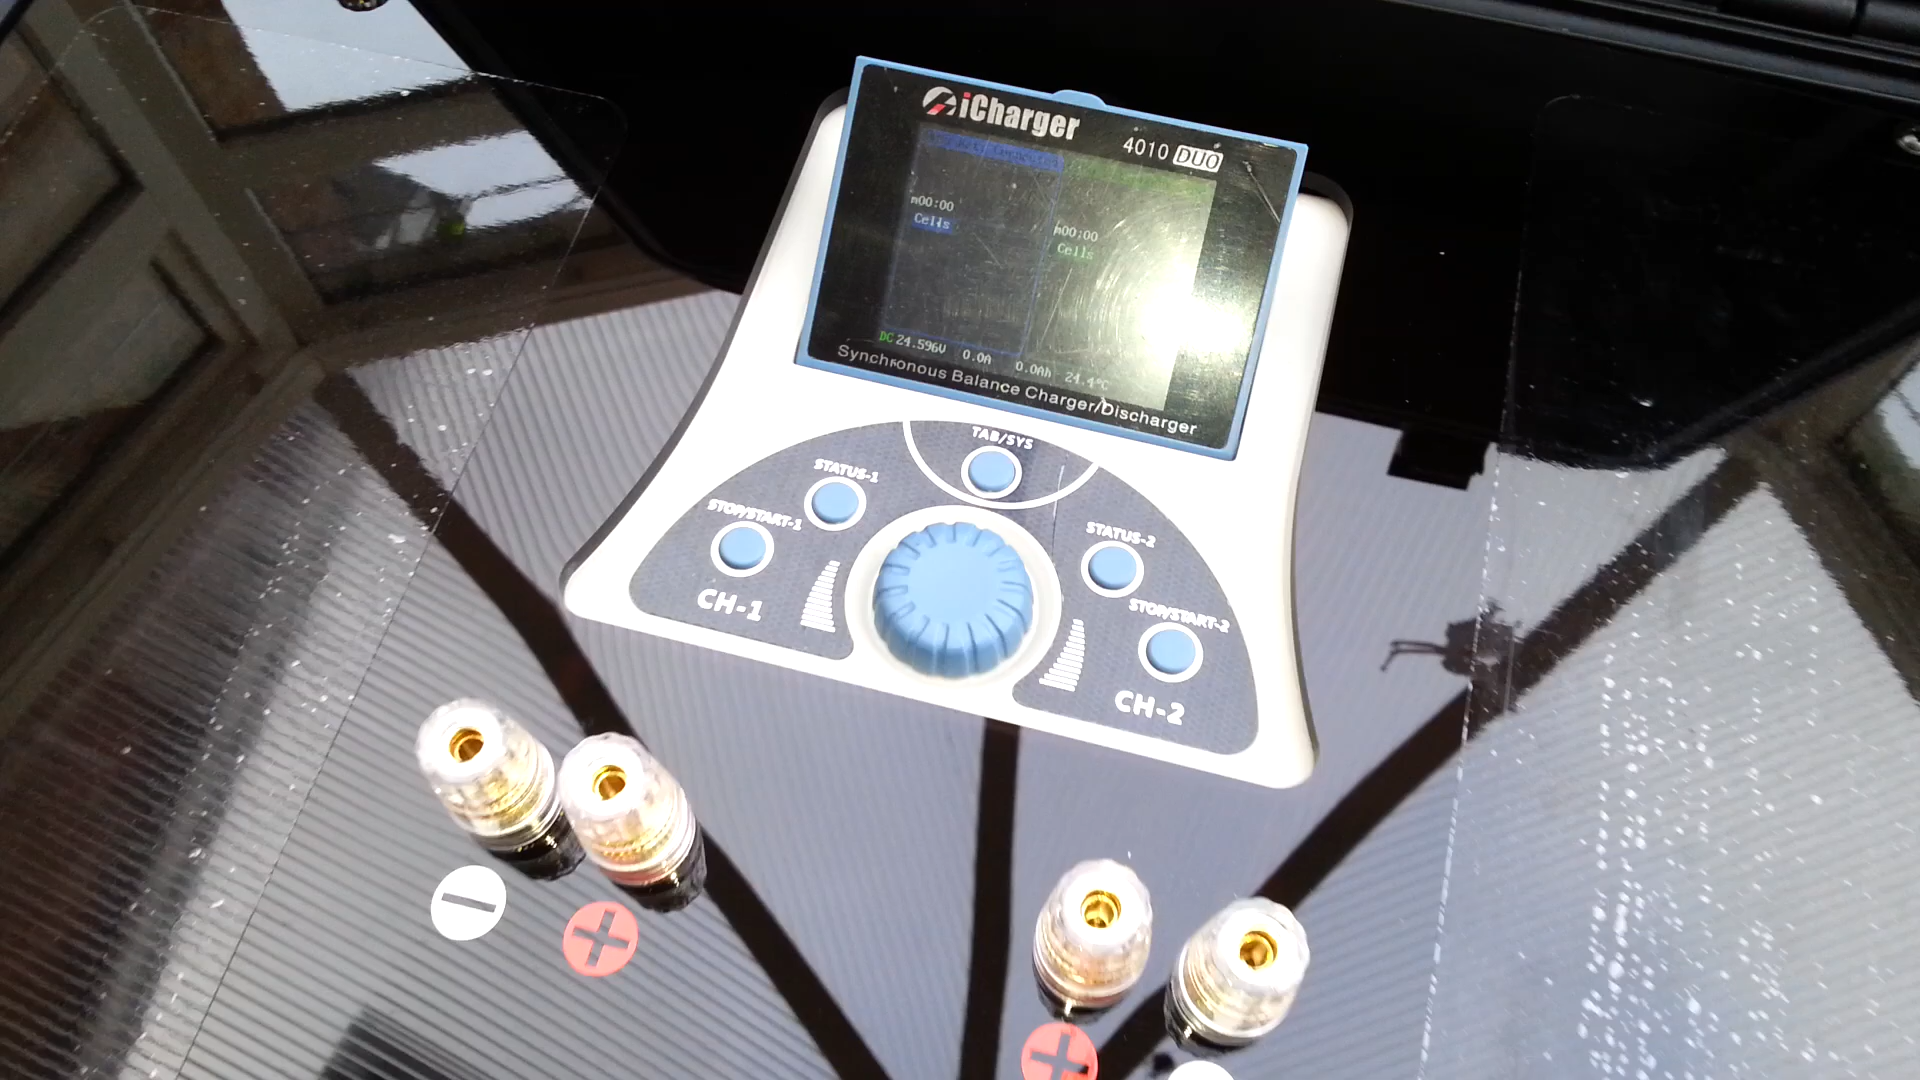 iCharger
4010 DUO
m00:00
Cells
m00:00
Cells
DC 24.596V 0.0A 0.0Ah 24.4°C
Synchronous Balance Charger/Discharger
TAB/SYS
STATUS-1
STOP/START-1
CH-1
STATUS-2
STOP/START-2
CH-2